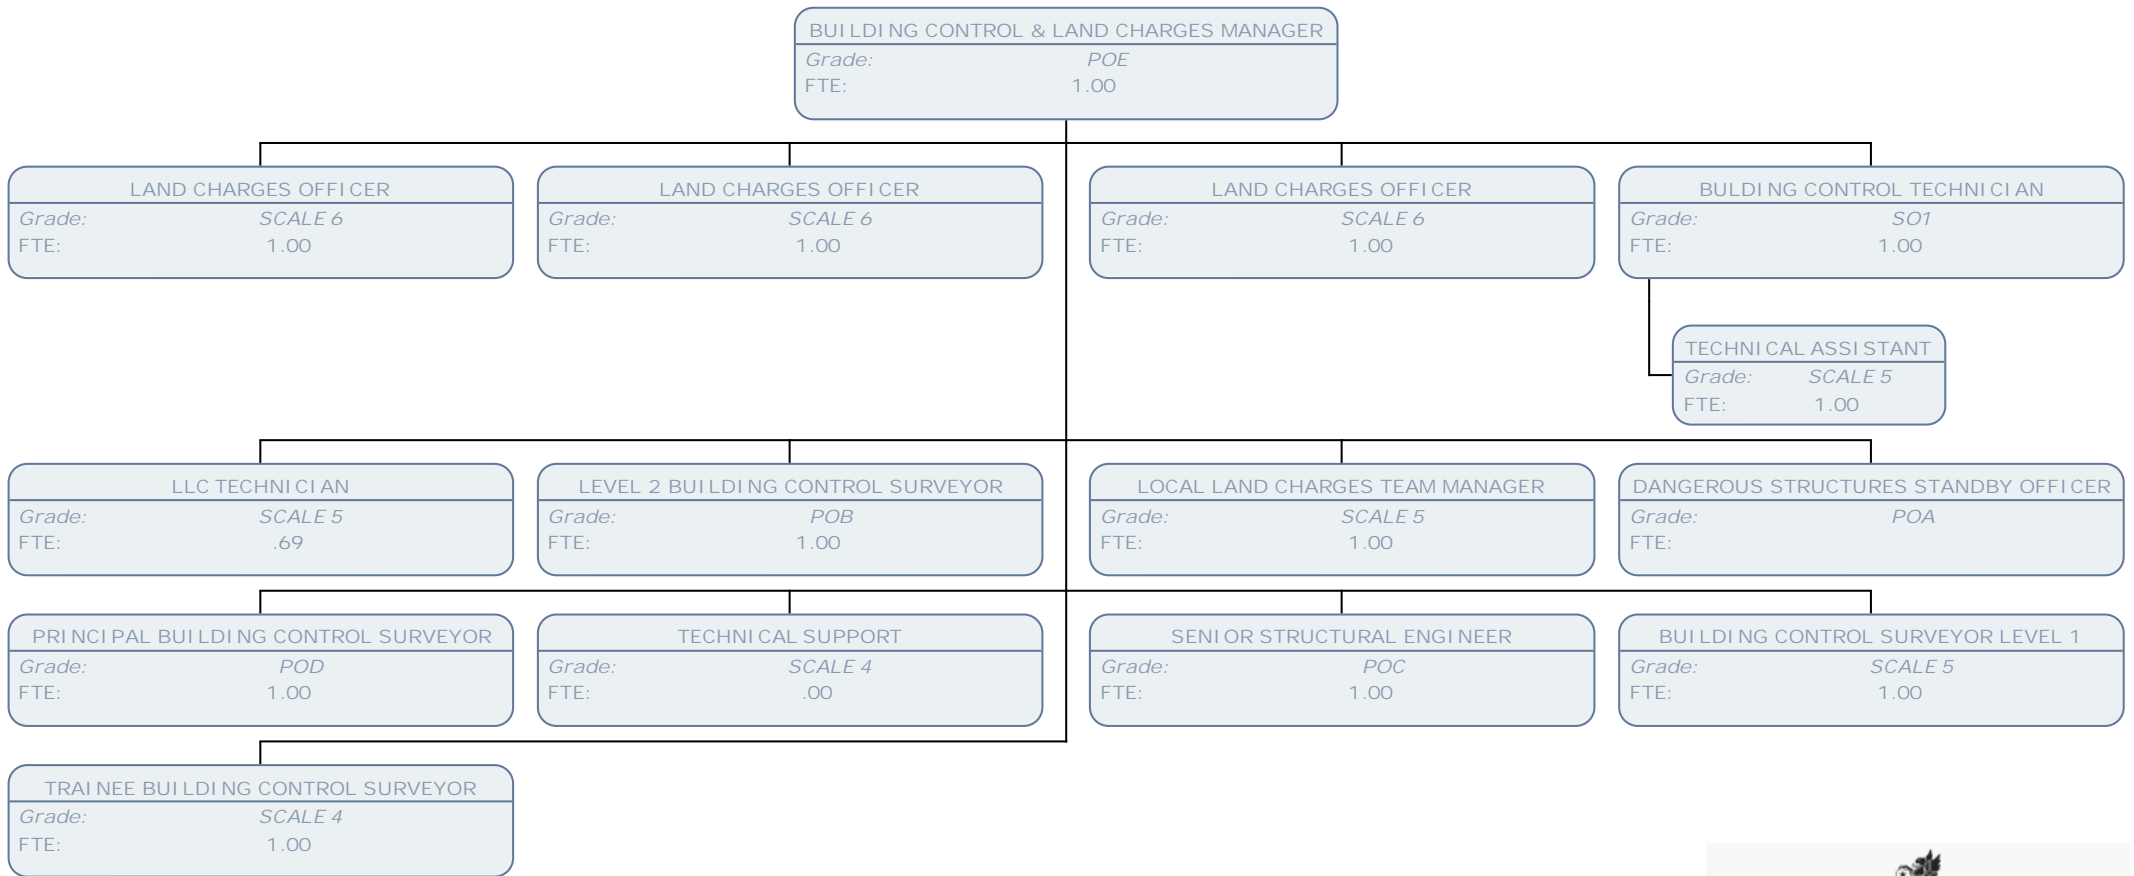 BUILDING CONTROL & LAND CHARGES MANAGER
Grade: POE
FTE: 1.00
LAND CHARGES OFFICER
Grade: SCALE 6
FTE: 1.00
LAND CHARGES OFFICER
Grade: SCALE 6
FTE: 1.00
LAND CHARGES OFFICER
Grade: SCALE 6
FTE: 1.00
BULDING CONTROL TECHNICIAN
Grade: SO1
FTE: 1.00
TECHNICAL ASSISTANT
Grade: SCALE 5
FTE: 1.00
LLC TECHNICIAN
Grade: SCALE 5
FTE: .69
LEVEL 2 BUILDING CONTROL SURVEYOR
Grade: POB
FTE: 1.00
LOCAL LAND CHARGES TEAM MANAGER
Grade: SCALE 5
FTE: 1.00
DANGEROUS STRUCTURES STANDBY OFFICER
Grade: POA
FTE:
PRINCIPAL BUILDING CONTROL SURVEYOR
Grade: POD
FTE: 1.00
TECHNICAL SUPPORT
Grade: SCALE 4
FTE: .00
SENIOR STRUCTURAL ENGINEER
Grade: POC
FTE: 1.00
BUILDING CONTROL SURVEYOR LEVEL 1
Grade: SCALE 5
FTE: 1.00
TRAINEE BUILDING CONTROL SURVEYOR
Grade: SCALE 4
FTE: 1.00